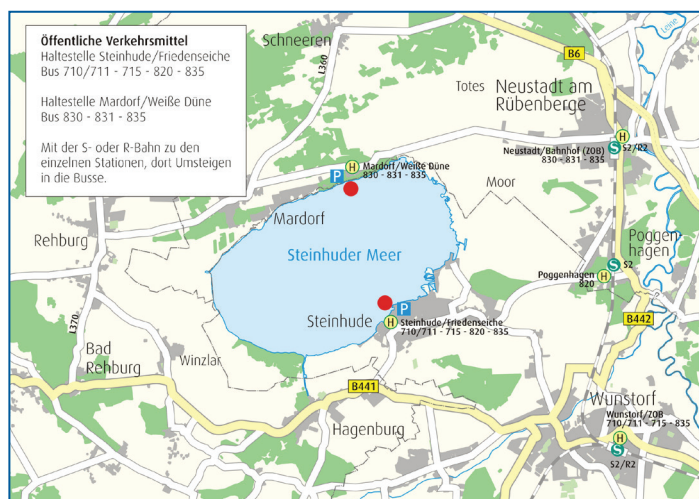 Öffentliche Verkehrsmittel
Haltestelle Steinhude/Friedenseiche
Bus 710/711 - 715 - 820 - 835
Haltestelle Mardorf/Weiße Düne
Bus 830 - 831 - 835
Mit der S- oder R-Bahn zu den
einzelnen Stationen, dort Umsteigen
in die Busse.
Schneeren
L360
B6
Leine
Totes
Moor
Neustadt am
Rübenberge
H
Neustadt/Bahnhof (ZOB)
830 - 831 - 835
S
S2/R2
H
Mardorf/Weiße Düne
830 - 831 - 835
P
Mardorf
Rehburg
Steinhuder Meer
Poggen-
hagen
S
S2
H
Poggenhagen
820
P
Steinhude
H
Steinhude/Friedenseiche
710/711 - 715 - 820 - 835
B442
L370
Bad
Rehburg
Winzlar
B441
Hagenburg
Wunstorf
Wunstorf/ZOB
710/711 - 715 - 835
H
S
S2/R2